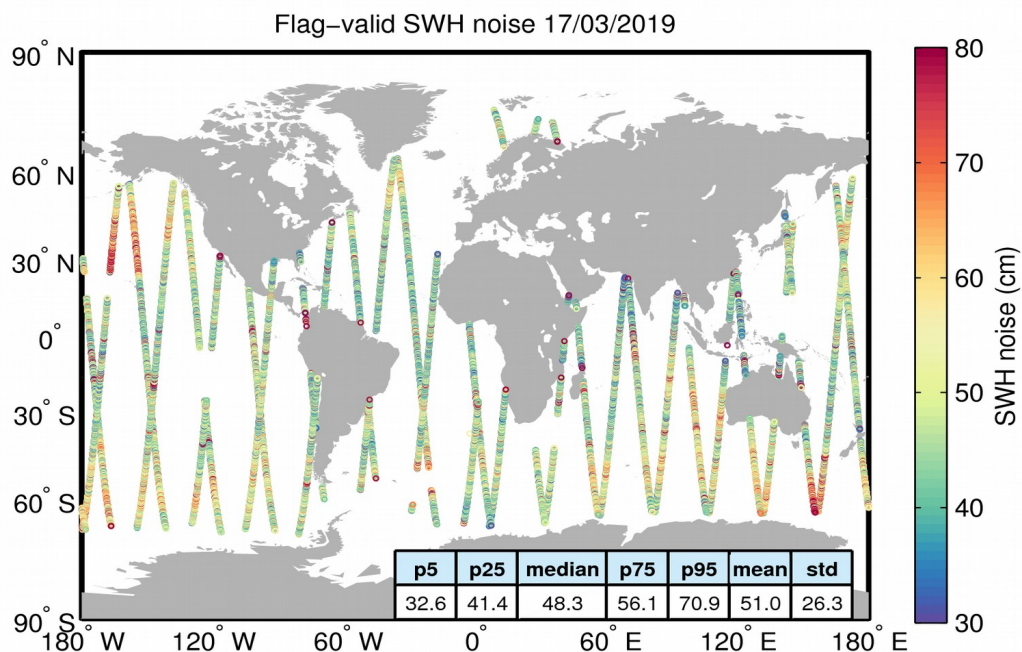 Flag−valid SWH noise 17/03/2019
90° N
60° N
30° N
0°
30° S
60° S
90° S
180° W
120° W
60° W
0°
60° E
120° E
180° E
80
70
60
50
40
30
SWH noise (cm)
p5 p25 median p75 p95 mean std
32.6 41.4 48.3 56.1 70.9 51.0 26.3